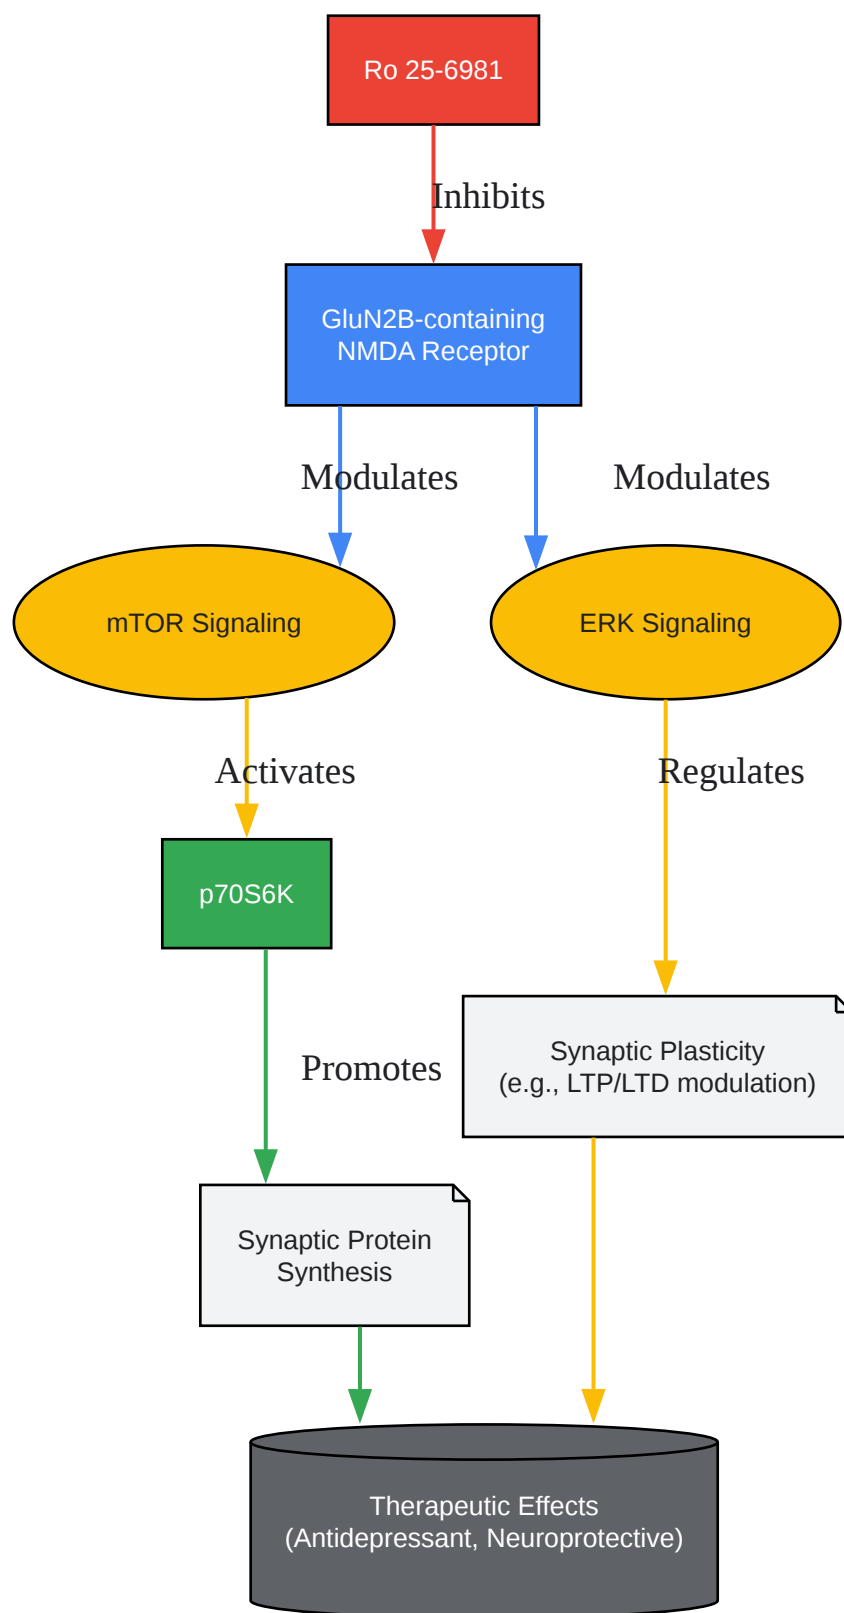 Ro 25-6981
Inhibits
GluN2B-containing
NMDA Receptor
Modulates
Modulates
mTOR Signaling
ERK Signaling
Activates
Regulates
p70S6K
Synaptic Plasticity
(e.g., LTP/LTD modulation)
Promotes
Synaptic Protein
Synthesis
Therapeutic Effects
(Antidepressant, Neuroprotective)